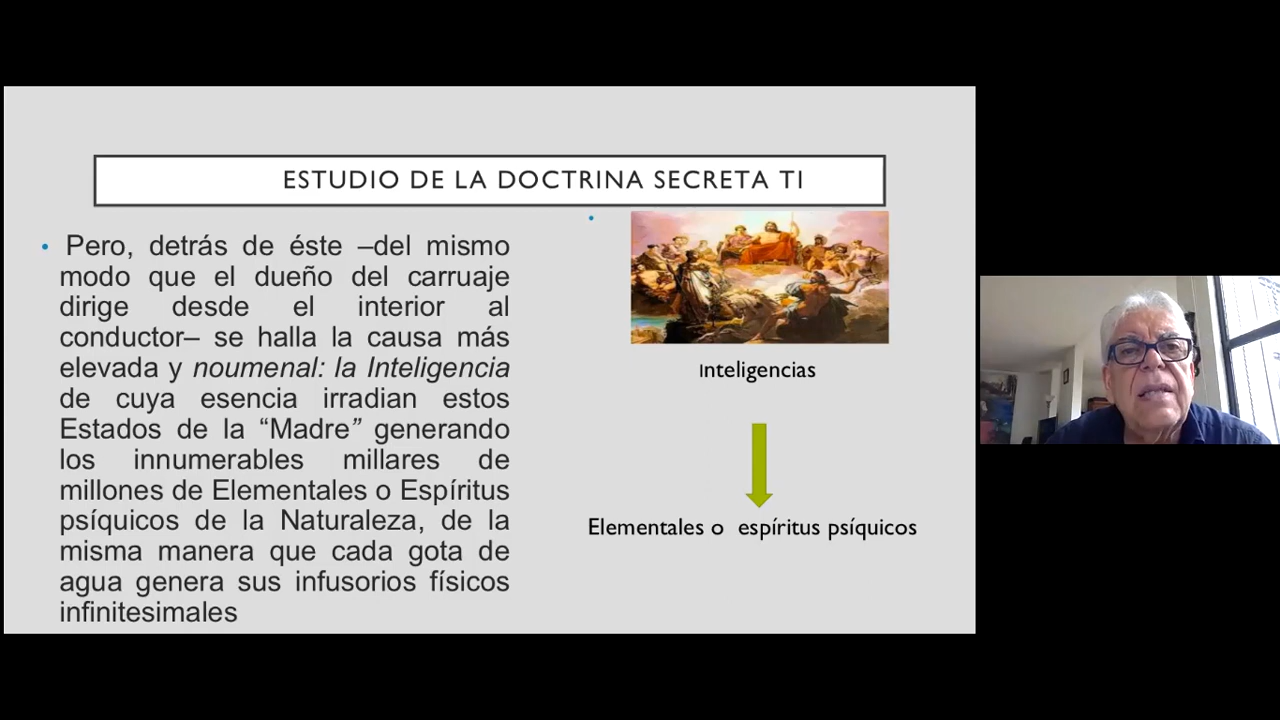 ESTUDIO DE LA DOCTRINA SECRETA TI
• Pero, detrás de éste –del mismo
modo que el dueño del carruaje
dirige desde el interior al
conductor– se halla la causa más
elevada y noumenal: la Inteligencia
de cuya esencia irradian estos
Estados de la “Madre” generando
los innumerables millares de
millones de Elementales o Espíritus
psíquicos de la Naturaleza, de la
misma manera que cada gota de
agua genera sus infusorios físicos
infinitesimales
•
Inteligencias
Elementales o espíritus psíquicos